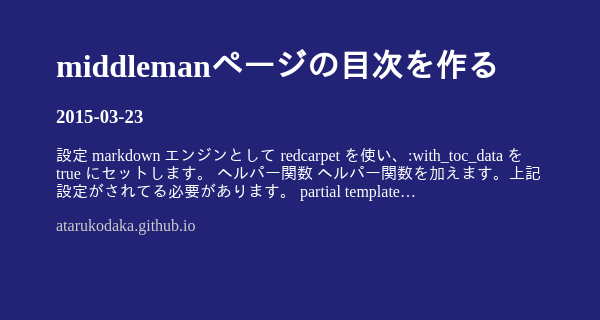 middlemanページの目次を作る
2015-03-23
設定 markdown エンジンとして redcarpet を使い、:with_toc_data を
true にセットします。 ヘルパー関数 ヘルパー関数を加えます。上記
設定がされてる必要があります。 partial template…
atarukodaka.github.io